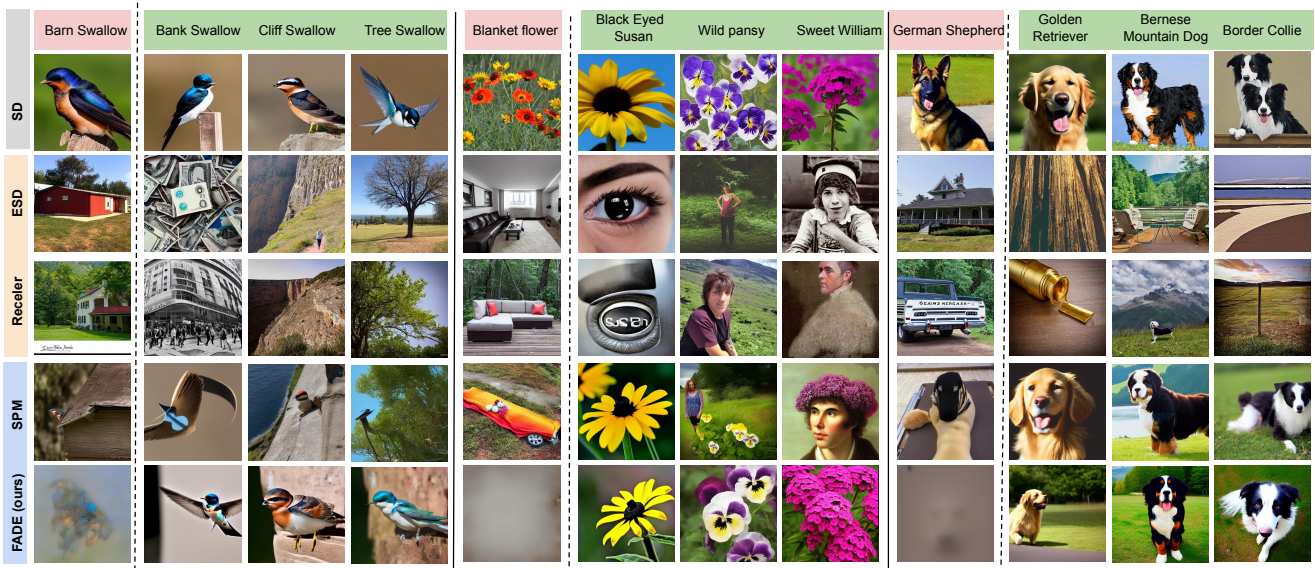 Barn Swallow
Bank Swallow
Cliff Swallow
Tree Swallow
Blanket flower
Black Eyed
Susan
Wild pansy
Sweet William
German Shepherd
Golden
Retriever
Bernese
Mountain Dog
Border Collie
SD
ESD
Receler
SPM
FADE (ours)